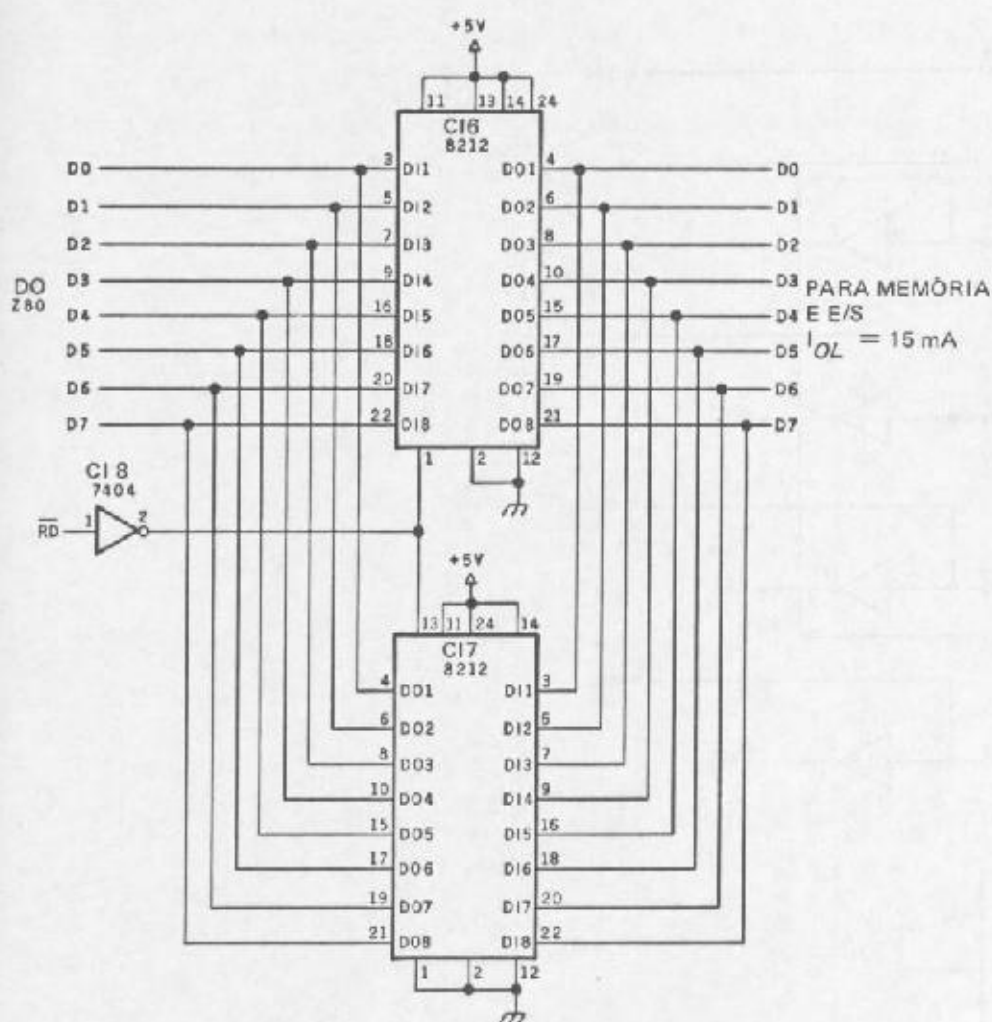 +5V
11 13 14 24
CI6
8212
D0 3 DI1 DO1 4 D0
D1 5 DI2 DO2 6 D1
D2 7 DI3 DO3 8 D2
D3 9 DI4 DO4 10 D3
D4 16 DI5 DO5 15 D4
D5 18 DI6 DO6 17 D5
D6 20 DI7 DO7 19 D6
D7 22 DI8 DO8 21 D7
DO
Z80
PARA MEMÓRIA
E E/S
I_OL = 15 mA
1 2 12
CI 8
7404
R̅D̅ 1 2
+5V
13 11 24 14
CI7
8212
4 DO1 DI1 3
6 DO2 DI2 5
8 DO3 DI3 7
10 DO4 DI4 9
15 DO5 DI5 16
17 DO6 DI6 18
19 DO7 DI7 20
21 DO8 DI8 22
1 2 12